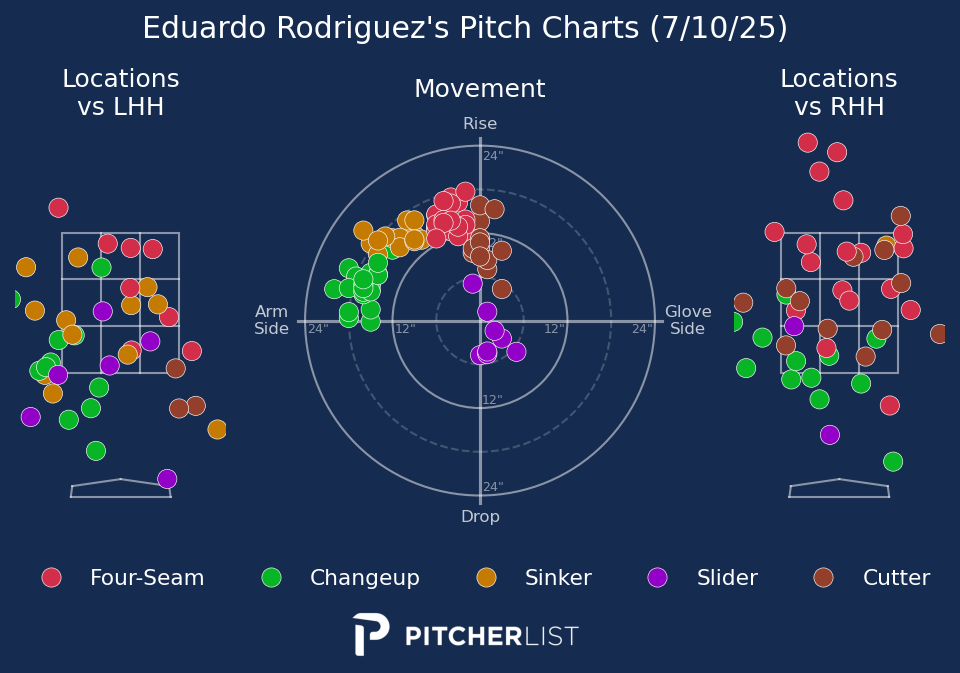 Eduardo Rodriguez's Pitch Charts (7/10/25)
Locations
vs LHH
Movement
Locations
vs RHH
Rise
24"
Arm
Side
24"
12"
12"
24"
Glove
Side
12"
24"
Drop
Four-Seam
Changeup
Sinker
Slider
Cutter
PITCHERLIST